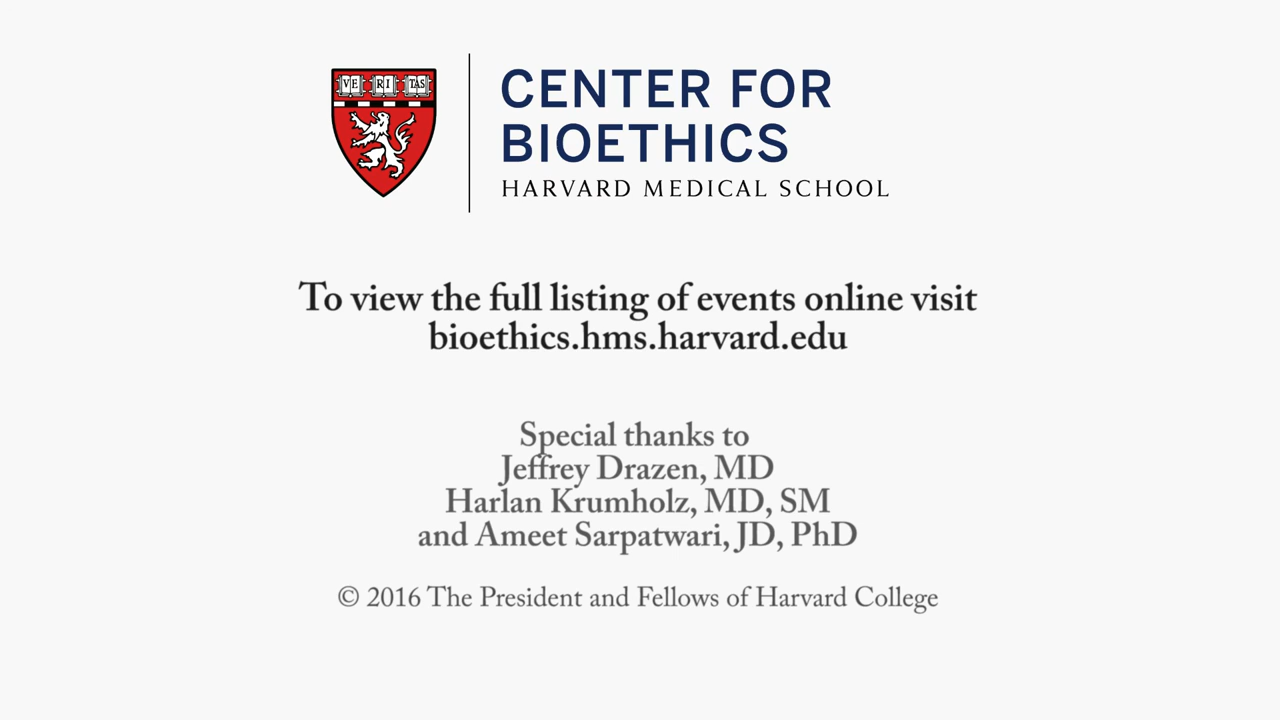 VE RI TAS
CENTER FOR
BIOETHICS
HARVARD MEDICAL SCHOOL
To view the full listing of events online visit
bioethics.hms.harvard.edu
Special thanks to
Jeffrey Drazen, MD
Harlan Krumholz, MD, SM
and Ameet Sarpatwari, JD, PhD
© 2016 The President and Fellows of Harvard College